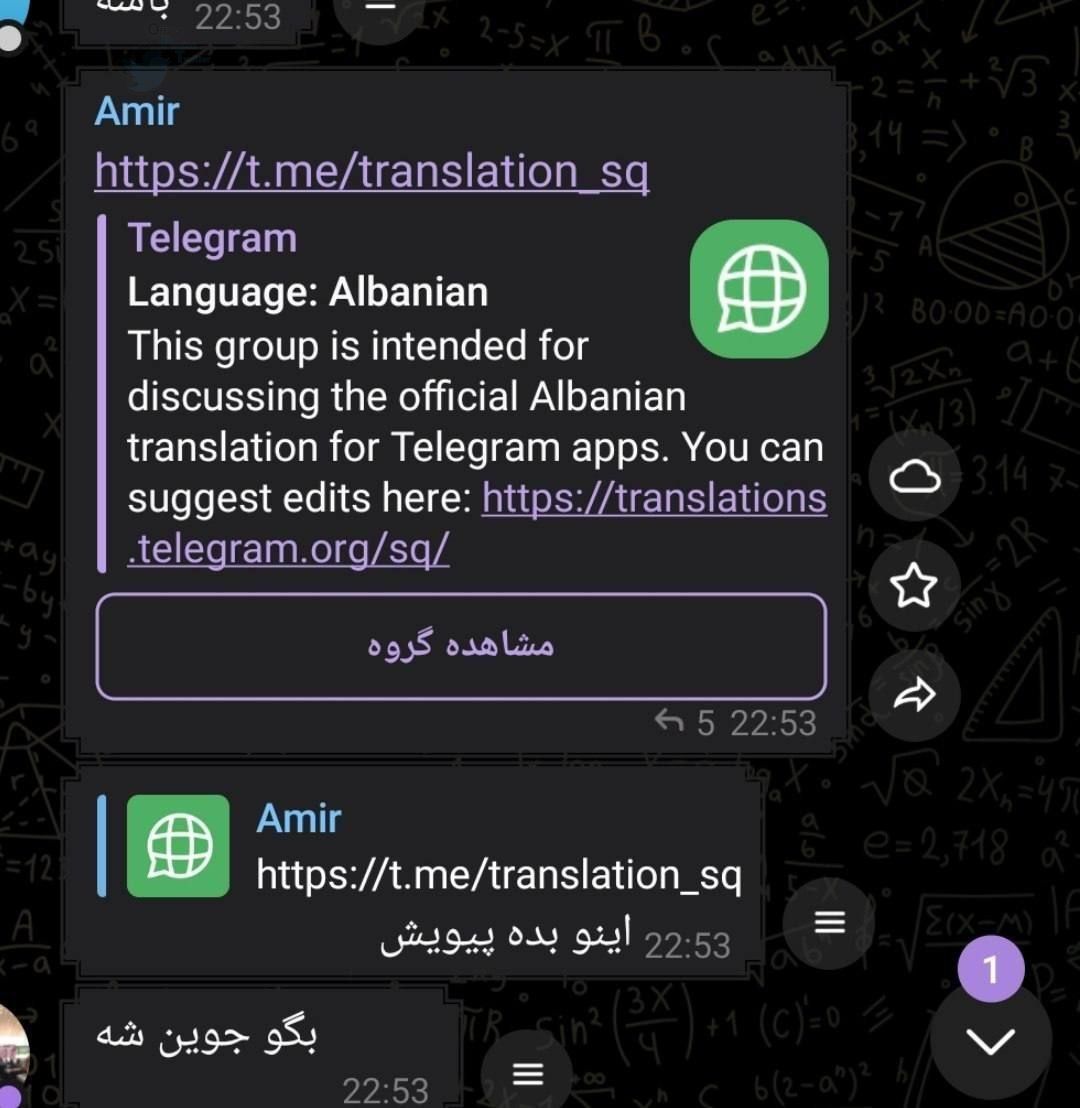 22:53
Amir
https://t.me/translation_sq
Telegram
Language: Albanian
This group is intended for
discussing the official Albanian
translation for Telegram apps. You can
suggest edits here: https://translations
.telegram.org/sq/
مشاهده گروه
5 22:53
Amir
https://t.me/translation_sq
اینو بده پیویش 22:53
1
بگو جوین شه
22:53